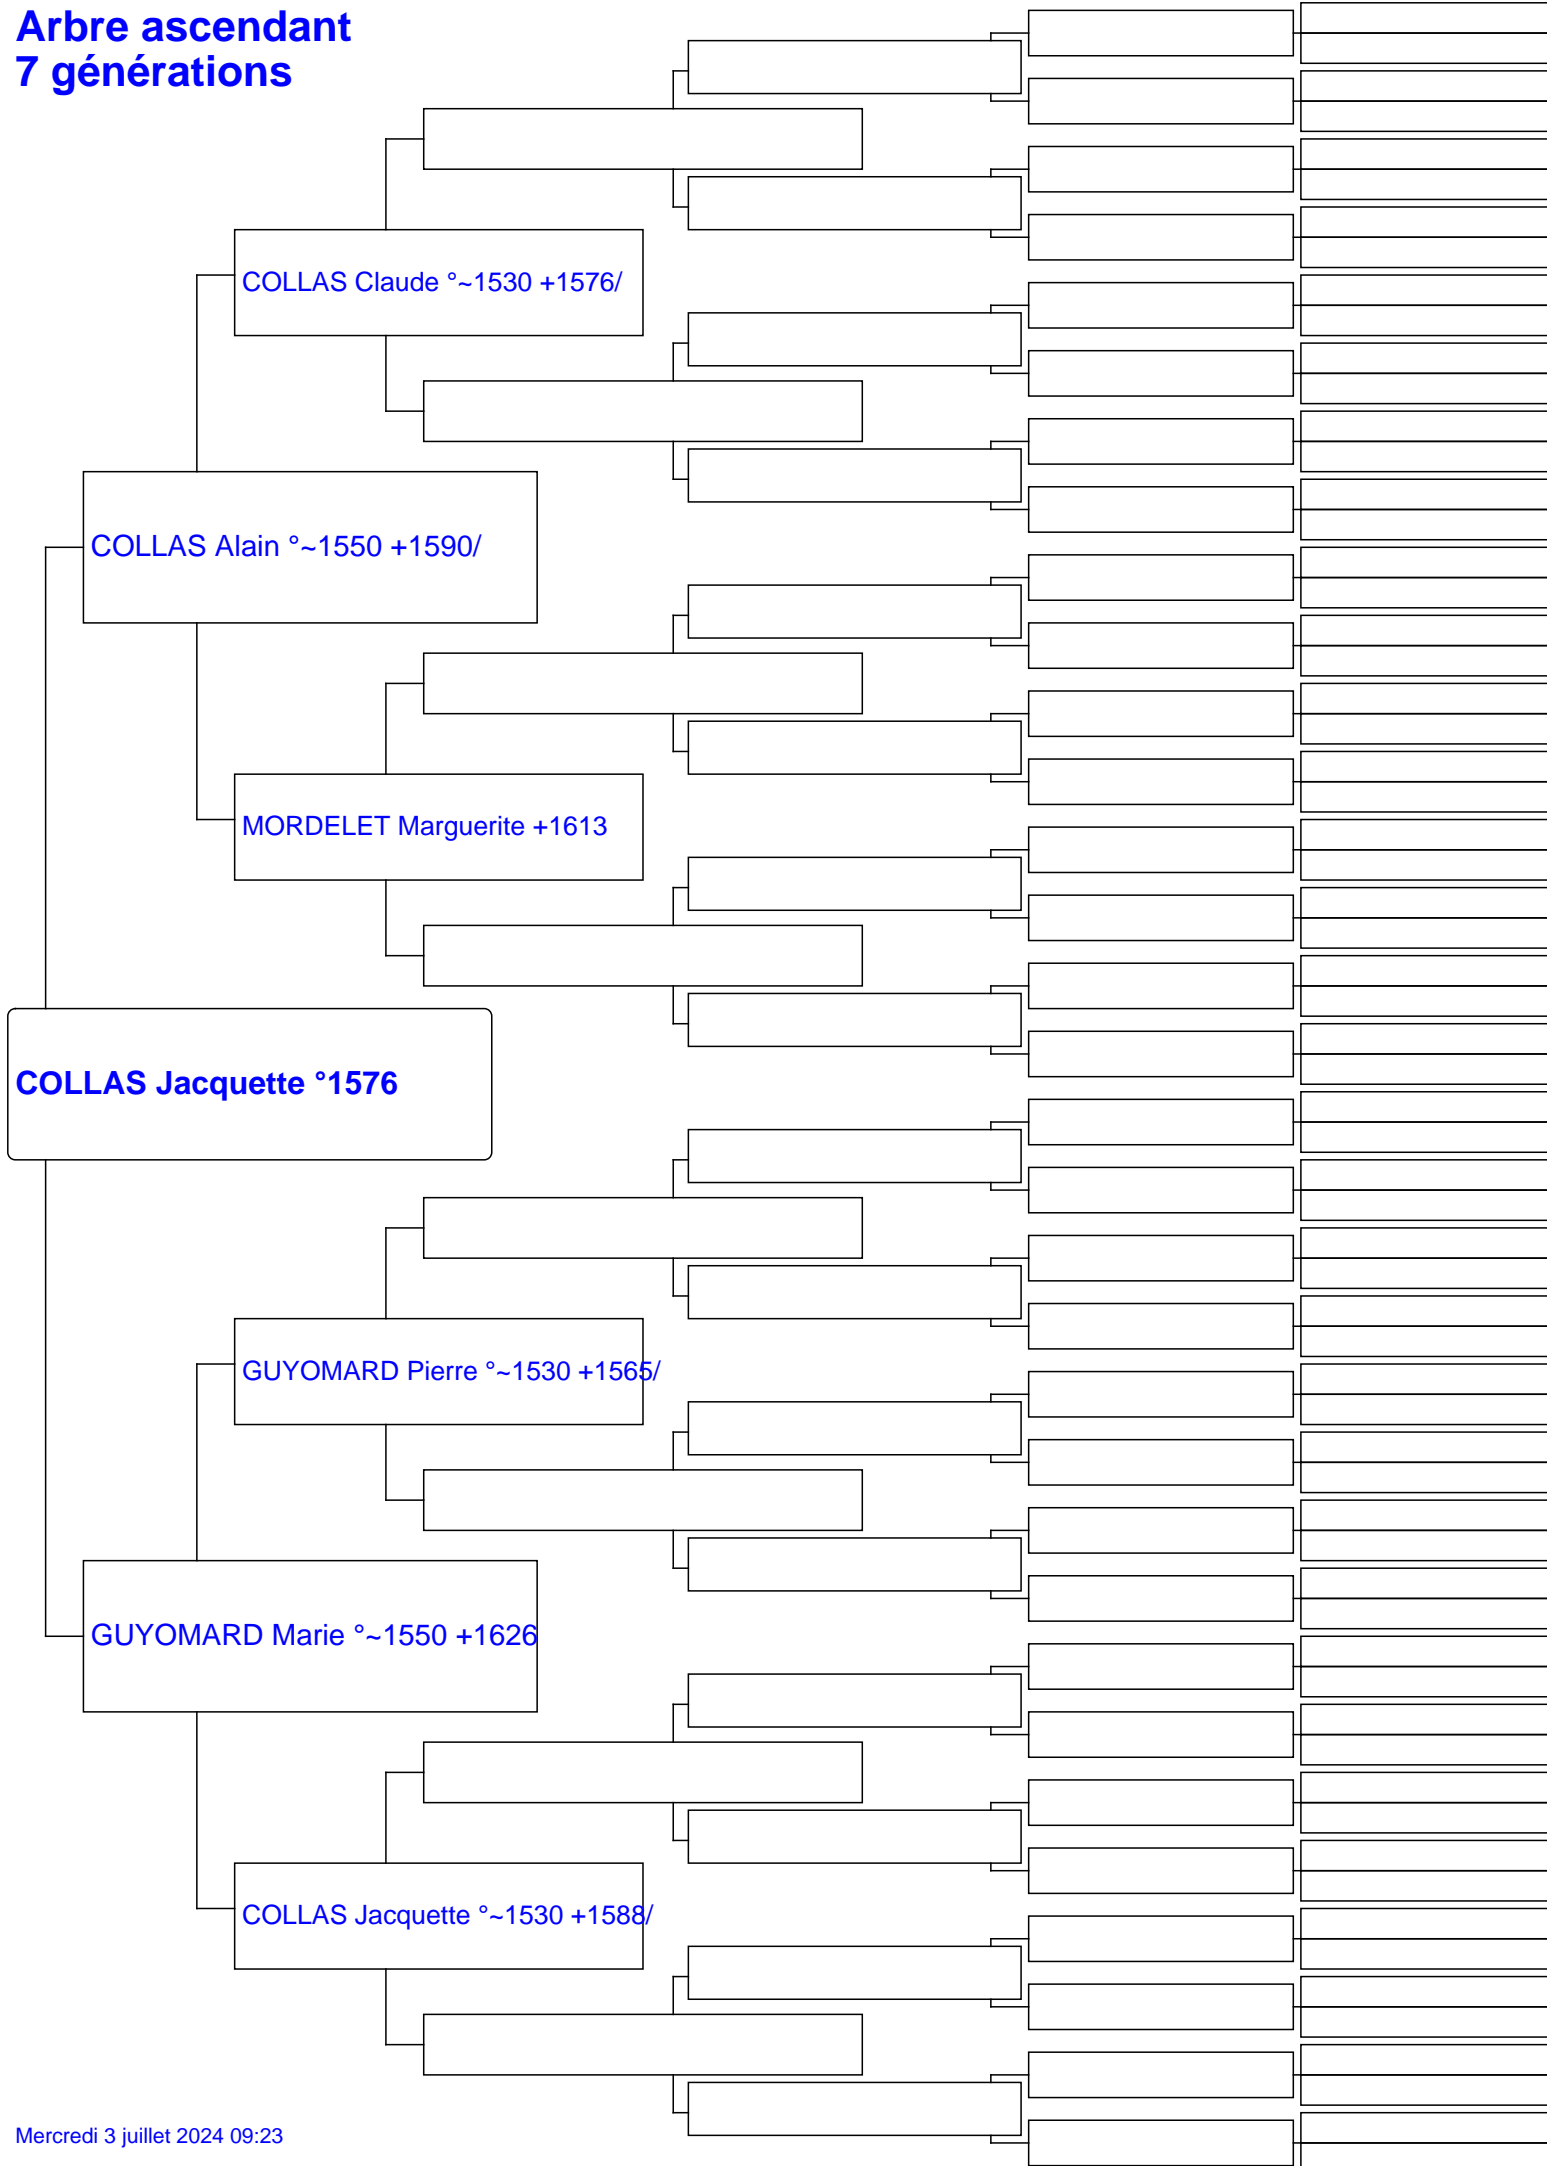 Arbre ascendant
7 générations
COLLAS Claude °~1530 +1576/
COLLAS Alain °~1550 +1590/
MORDELET Marguerite +1613
COLLAS Jacquette °1576
GUYOMARD Pierre °~1530 +1565/
GUYOMARD Marie °~1550 +1626
COLLAS Jacquette °~1530 +1588/
Mercredi 3 juillet 2024 09:23